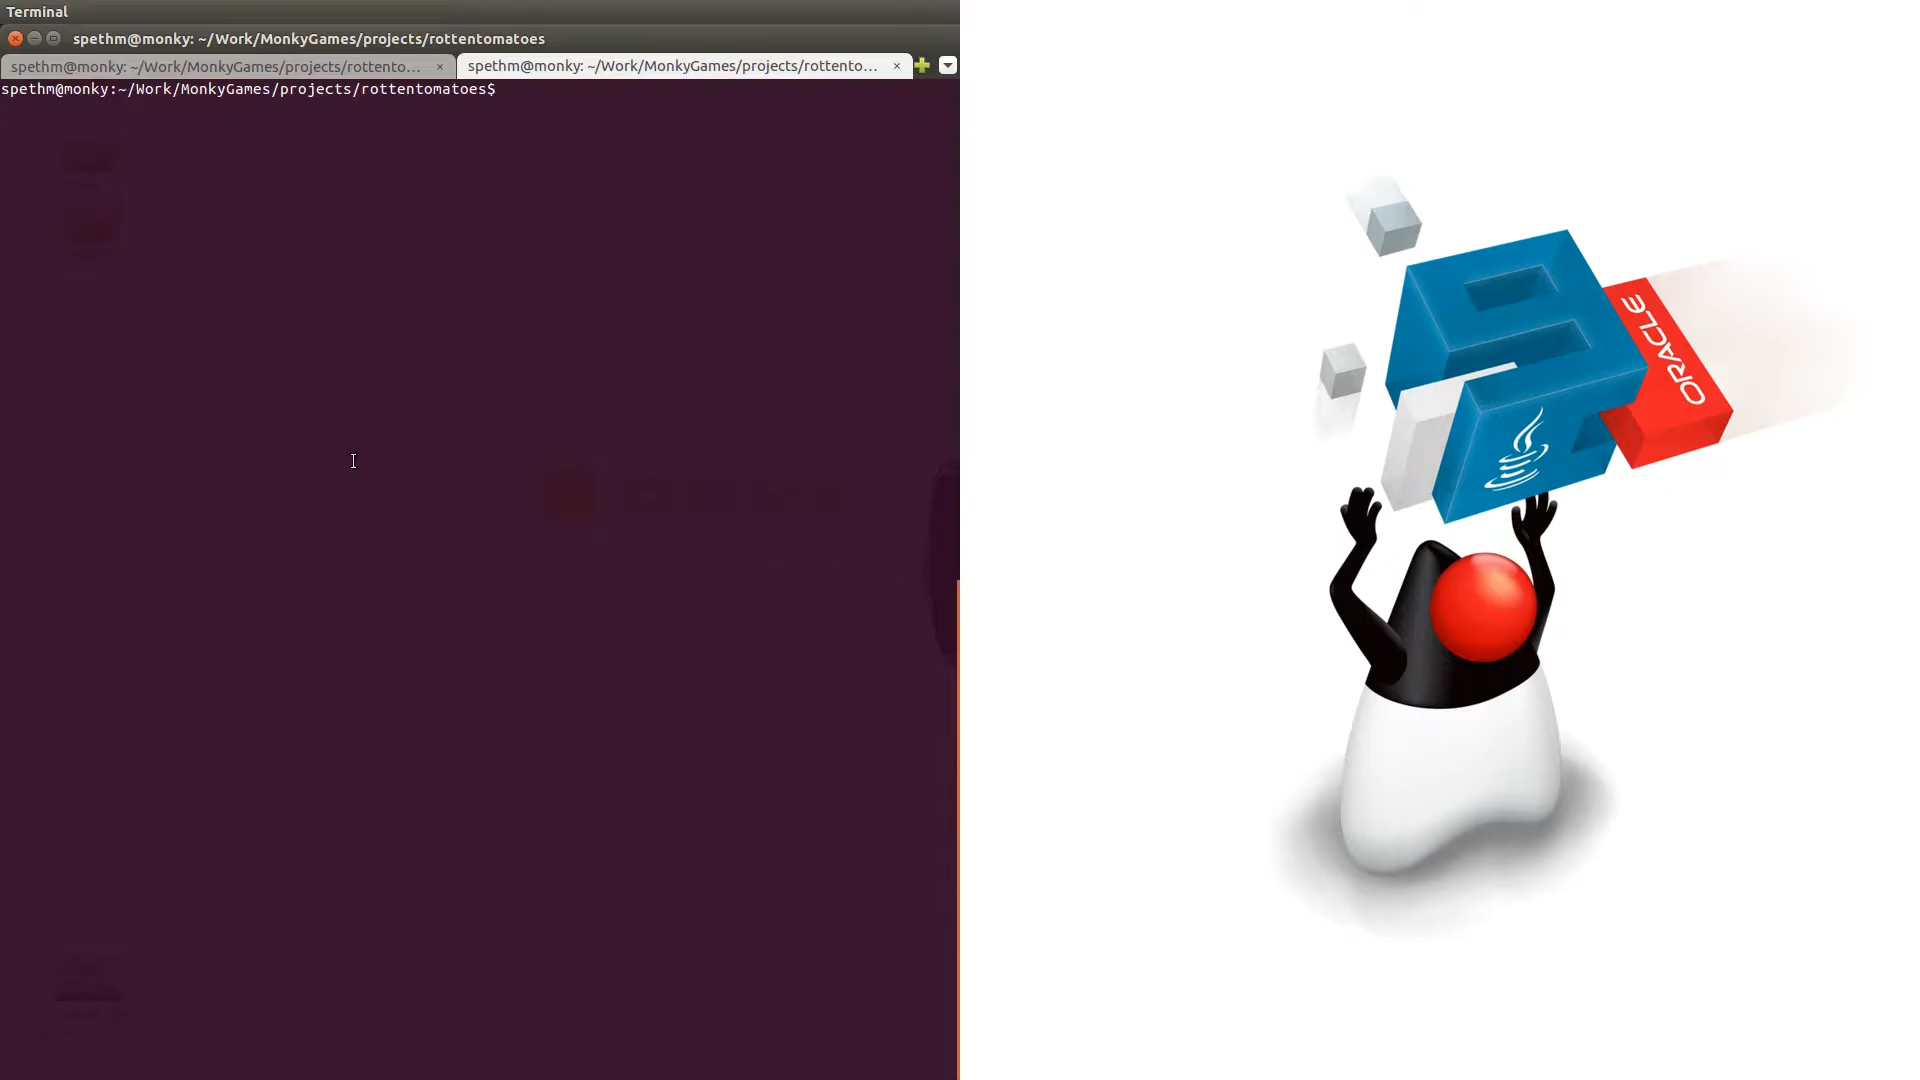 Terminal
spethm@monky: ~/Work/MonkyGames/projects/rottentomatoes
spethm@monky: ~/Work/MonkyGames/projects/rottento... × spethm@monky: ~/Work/MonkyGames/projects/rottento... ×
spethm@monky:~/Work/MonkyGames/projects/rottentomatoes$
ORACLE